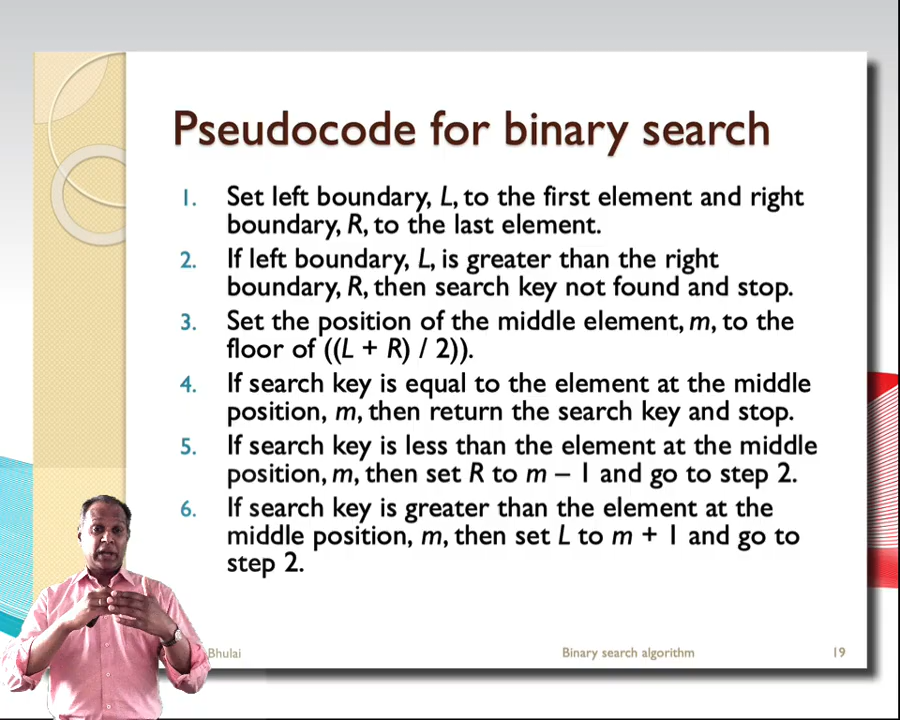 Pseudocode for binary search
1. Set left boundary, L, to the first element and right
boundary, R, to the last element.
2. If left boundary, L, is greater than the right
boundary, R, then search key not found and stop.
3. Set the position of the middle element, m, to the
floor of ((L + R) / 2)).
4. If search key is equal to the element at the middle
position, m, then return the search key and stop.
5. If search key is less than the element at the middle
position, m, then set R to m – 1 and go to step 2.
6. If search key is greater than the element at the
middle position, m, then set L to m + 1 and go to
step 2.
Bhulai
Binary search algorithm
19